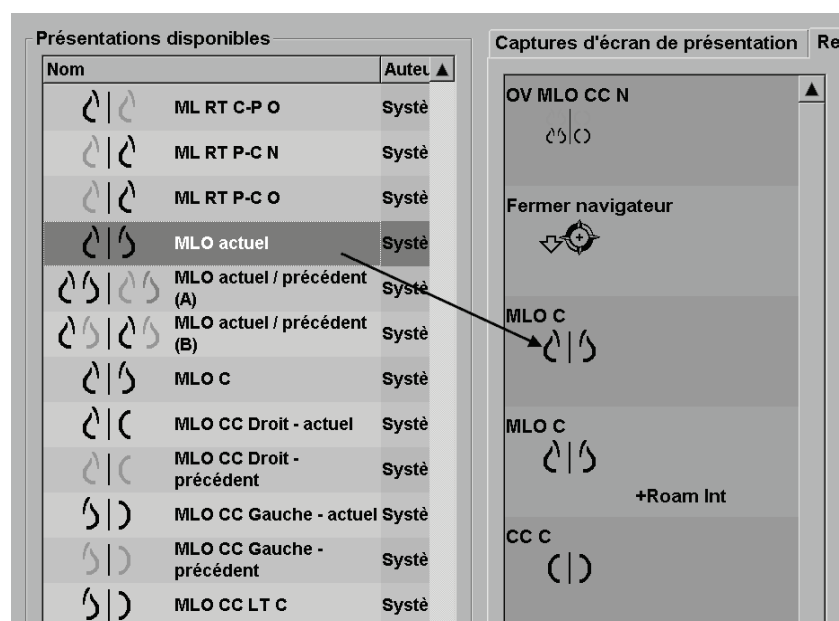 Présentations disponibles
Nom
Auteu
ML RT C-P O
Systè
ML RT P-C N
Systè
ML RT P-C O
Systè
MLO actuel
Systè
MLO actuel / précédent
(A)
Systè
MLO actuel / précédent
(B)
Systè
MLO C
Systè
MLO CC Droit - actuel
Systè
MLO CC Droit -
précédent
Systè
MLO CC Gauche - actuel
Systè
MLO CC Gauche -
précédent
Systè
MLO CC LT C
Systè
Captures d'écran de présentation
Re
OV MLO CC N
Fermer navigateur
MLO C
MLO C
+Roam Int
CC C